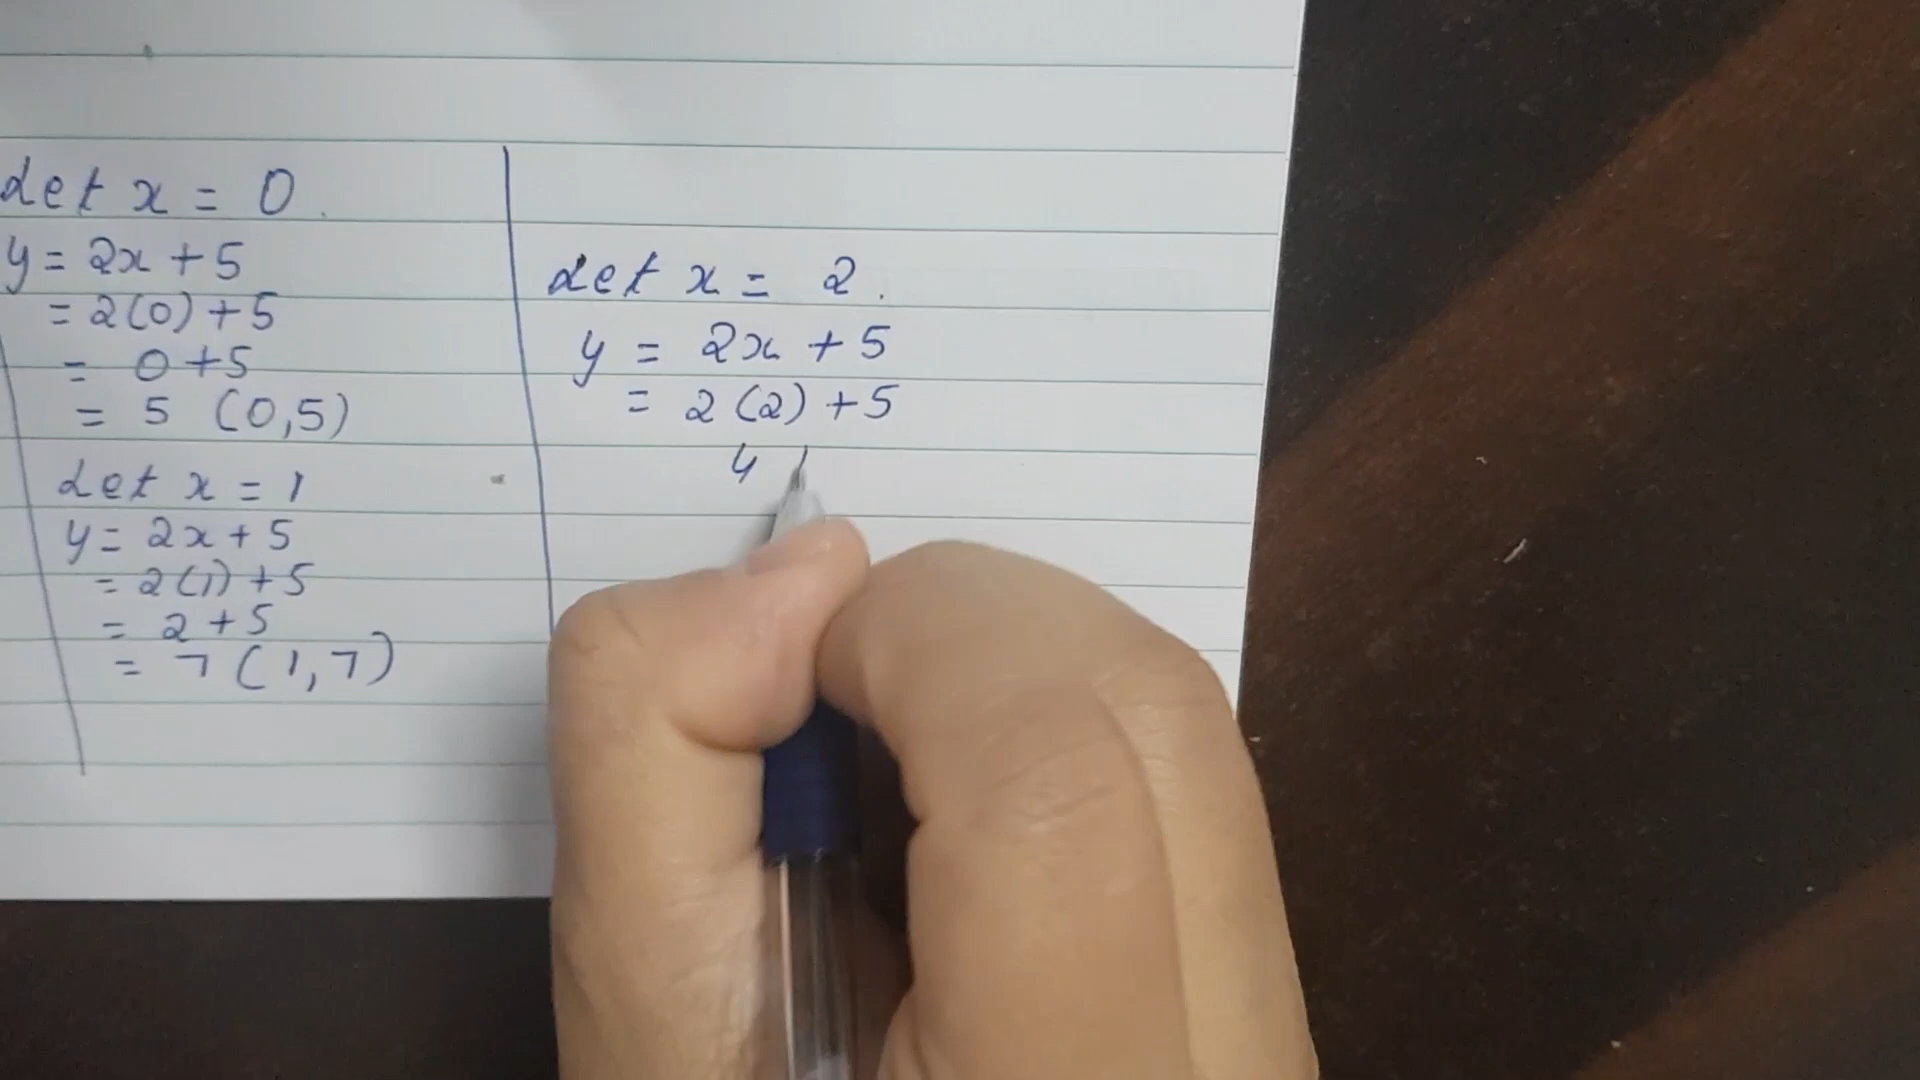 Let x = 0.
y = 2x + 5
= 2(0) + 5
= 0 + 5
= 5 (0,5)
Let x = 1
y = 2x + 5
= 2(1) + 5
= 2 + 5
= 7 (1,7)
Let x = 2.
y = 2x + 5
= 2(2) + 5
4